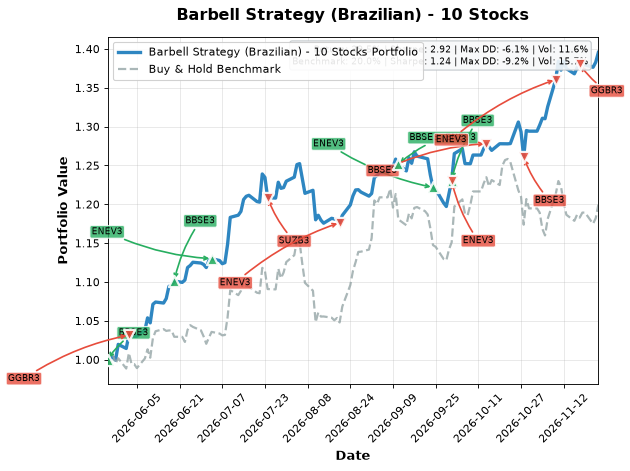 Barbell Strategy (Brazilian) - 10 Stocks
Barbell Strategy (Brazilian) - 10 Stocks Portfolio
Buy & Hold Benchmark
: 2.92 | Max DD: -6.1% | Vol: 11.6%
Benchmark: 20.0% | Sharpe: 1.24 | Max DD: -9.2% | Vol: 15.
Portfolio Value
1.40
1.35
1.30
1.25
1.20
1.15
1.10
1.05
1.00
GGBR3
BBSE3
ENEV3
BBSE3
ENEV3
SUZB3
ENEV3
BBSE3
BBSE3
ENEV3
BBSE3
ENEV3
BBSE3
GGBR3
2026-06-05
2026-06-21
2026-07-07
2026-07-23
2026-08-08
2026-08-24
2026-09-09
2026-09-25
2026-10-11
2026-10-27
2026-11-12
Date